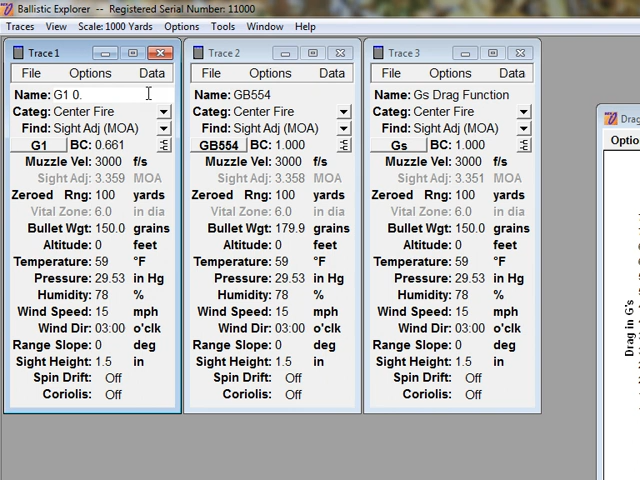 Ballistic Explorer -- Registered Serial Number: 11000
Traces View Scale: 1000 Yards Options Tools Window Help
Trace 1
File Options Data
Name: G1 0.
Categ: Center Fire
Find: Sight Adj (MOA)
G1 BC: 0.661
Muzzle Vel: 3000 f/s
Sight Adj: 3.359 MOA
Zeroed Rng: 100 yards
Vital Zone: 6.0 in dia
Bullet Wgt: 150.0 grains
Altitude: 0 feet
Temperature: 59 °F
Pressure: 29.53 in Hg
Humidity: 78 %
Wind Speed: 15 mph
Wind Dir: 03:00 o'clk
Range Slope: 0 deg
Sight Height: 1.5 in
Spin Drift: Off
Coriolis: Off
Trace 2
File Options Data
Name: GB554
Categ: Center Fire
Find: Sight Adj (MOA)
GB554 BC: 1.000
Muzzle Vel: 3000 f/s
Sight Adj: 3.358 MOA
Zeroed Rng: 100 yards
Vital Zone: 6.0 in dia
Bullet Wgt: 179.9 grains
Altitude: 0 feet
Temperature: 59 °F
Pressure: 29.53 in Hg
Humidity: 78 %
Wind Speed: 15 mph
Wind Dir: 03:00 o'clk
Range Slope: 0 deg
Sight Height: 1.5 in
Spin Drift: Off
Coriolis: Off
Trace 3
File Options Data
Name: Gs Drag Function
Categ: Center Fire
Find: Sight Adj (MOA)
Gs BC: 1.000
Muzzle Vel: 3000 f/s
Sight Adj: 3.351 MOA
Zeroed Rng: 100 yards
Vital Zone: 6.0 in dia
Bullet Wgt: 150.0 grains
Altitude: 0 feet
Temperature: 59 °F
Pressure: 29.53 in Hg
Humidity: 78 %
Wind Speed: 15 mph
Wind Dir: 03:00 o'clk
Range Slope: 0 deg
Sight Height: 1.5 in
Spin Drift: Off
Coriolis: Off
Drag
Optio
Drag in G's